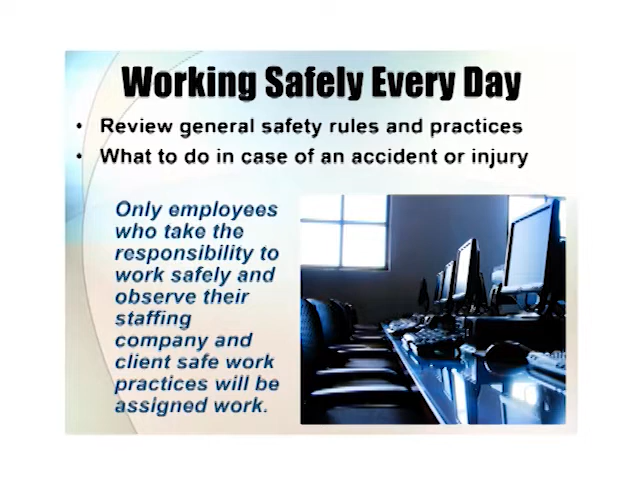 Working Safely Every Day
• Review general safety rules and practices
• What to do in case of an accident or injury
Only employees
who take the
responsibility to
work safely and
observe their
staffing
company and
client safe work
practices will be
assigned work.